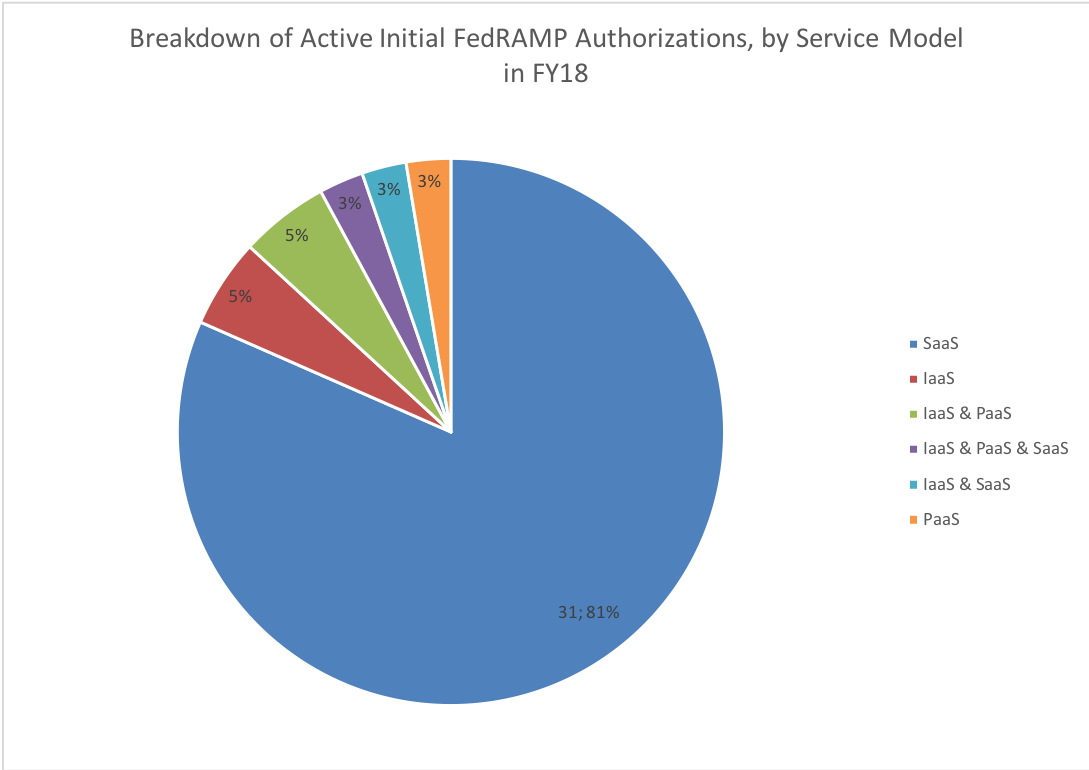 Breakdown of Active Initial FedRAMP Authorizations, by Service Model
in FY18
3%
3%
3%
5%
5%
31; 81%
SaaS
IaaS
IaaS & PaaS
IaaS & PaaS & SaaS
IaaS & SaaS
PaaS